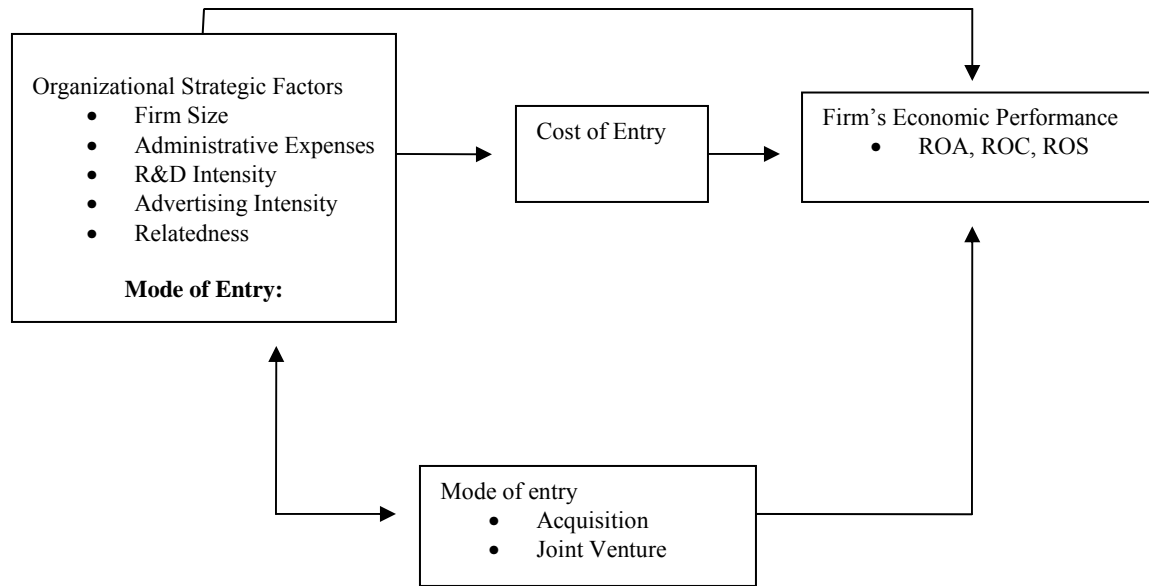 Organizational Strategic Factors
• Firm Size
• Administrative Expenses
• R&D Intensity
• Advertising Intensity
• Relatedness
Mode of Entry:
Cost of Entry
Firm’s Economic Performance
• ROA, ROC, ROS
Mode of entry
• Acquisition
• Joint Venture